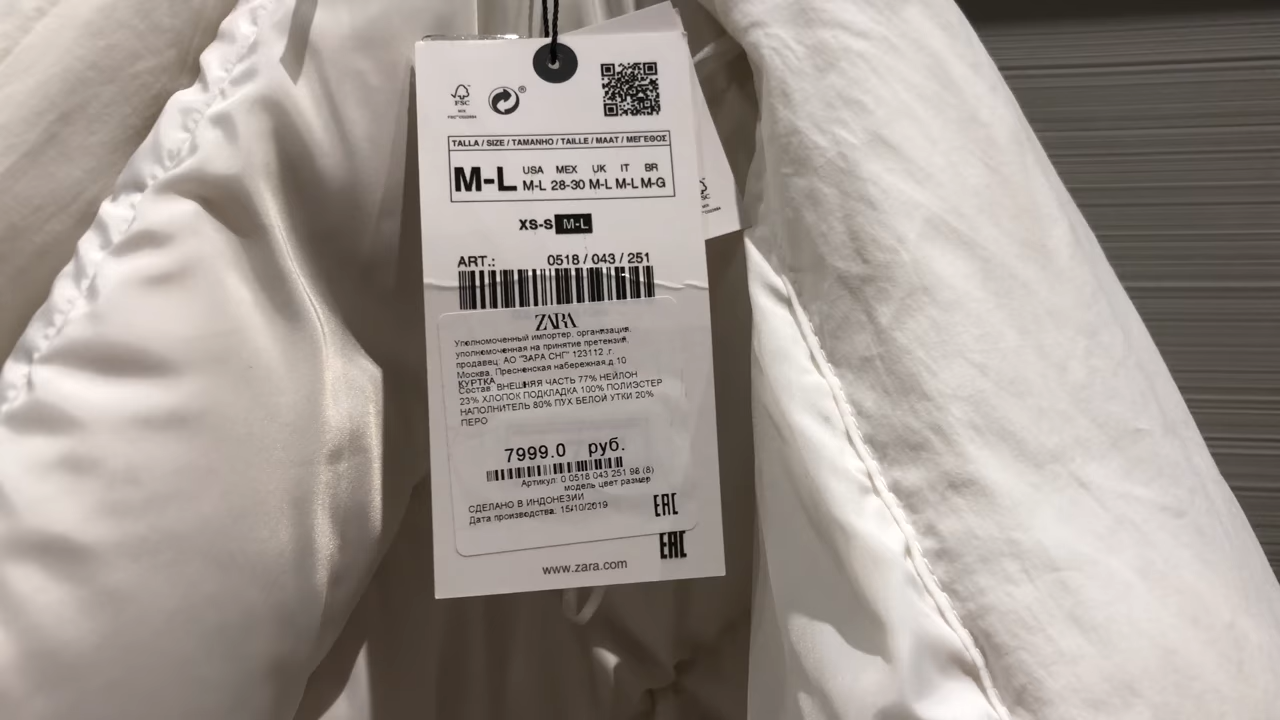 FSC
MIX
®
TALLA / SIZE / TAMANHO / TAILLE / MAAT / ΜΕΓΕΘΟΣ
M-L
USA MEX UK IT BR
M-L 28-30 M-L M-L M-G
XS-S M-L
ART.: 0518 / 043 / 251
ZARA
Уполномоченный импортер, организация,
уполномоченная на принятие претензий,
продавец: АО "ЗАРА СНГ" 123112 ,г.
Москва, Пресненская набережная,д 10
КУРТКА
Состав ВНЕШНЯЯ ЧАСТЬ 77% НЕЙЛОН
23% ХЛОПОК ПОДКЛАДКА 100% ПОЛИЭСТЕР
НАПОЛНИТЕЛЬ 80% ПУХ БЕЛОЙ УТКИ 20%
ПЕРО
7999.0 руб.
Артикул: 0 0518 043 251 98 (8)
модель цвет размер
СДЕЛАНО В ИНДОНЕЗИИ
Дата производства: 15/10/2019
EAC
EAC
www.zara.com